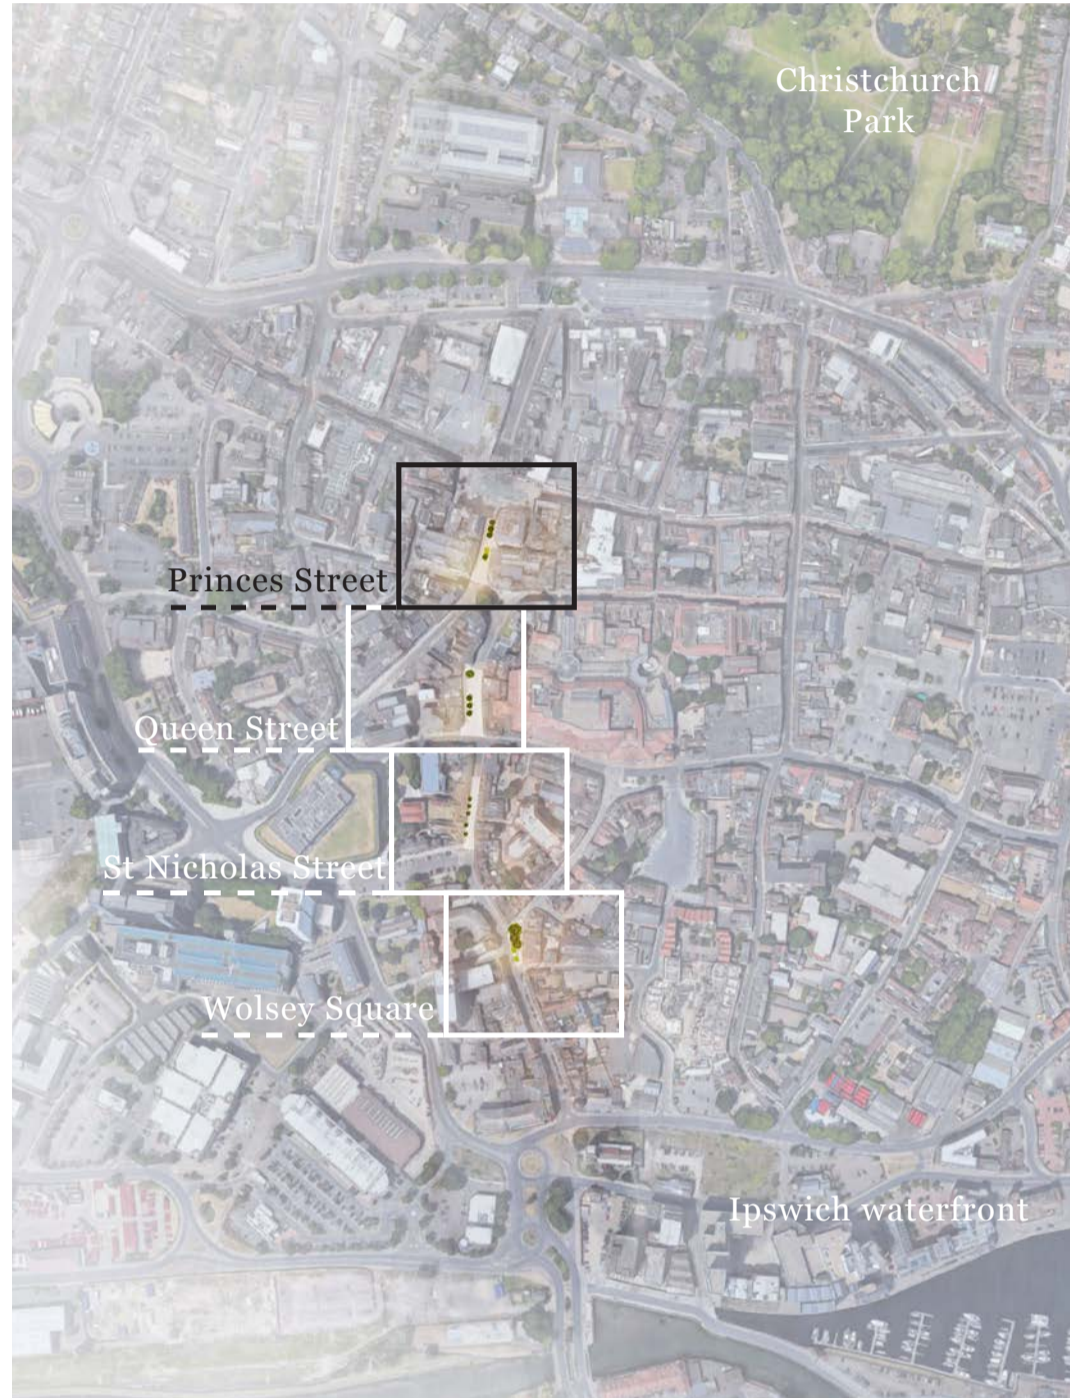 Christchurch
Park
Princes Street
Queen Street
St Nicholas Street
Wolsey Square
Ipswich waterfront